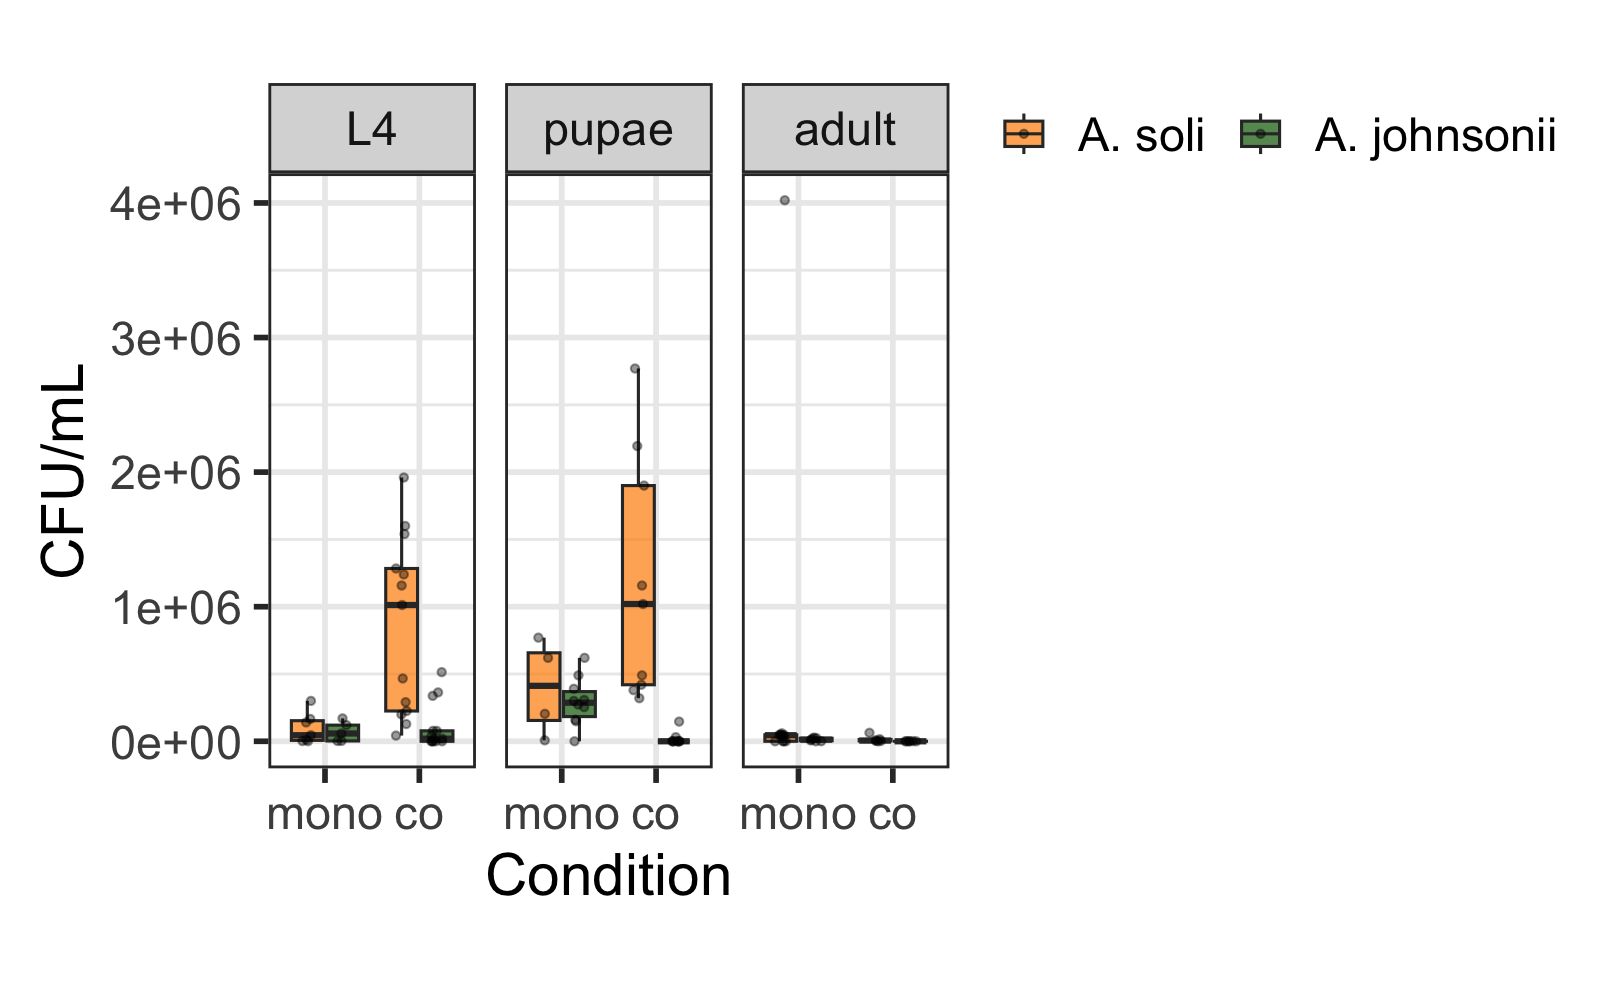 L4 pupae adult
A. soli A. johnsonii
4e+06
3e+06
2e+06
1e+06
0e+00
CFU/mL
mono co mono co mono co
Condition